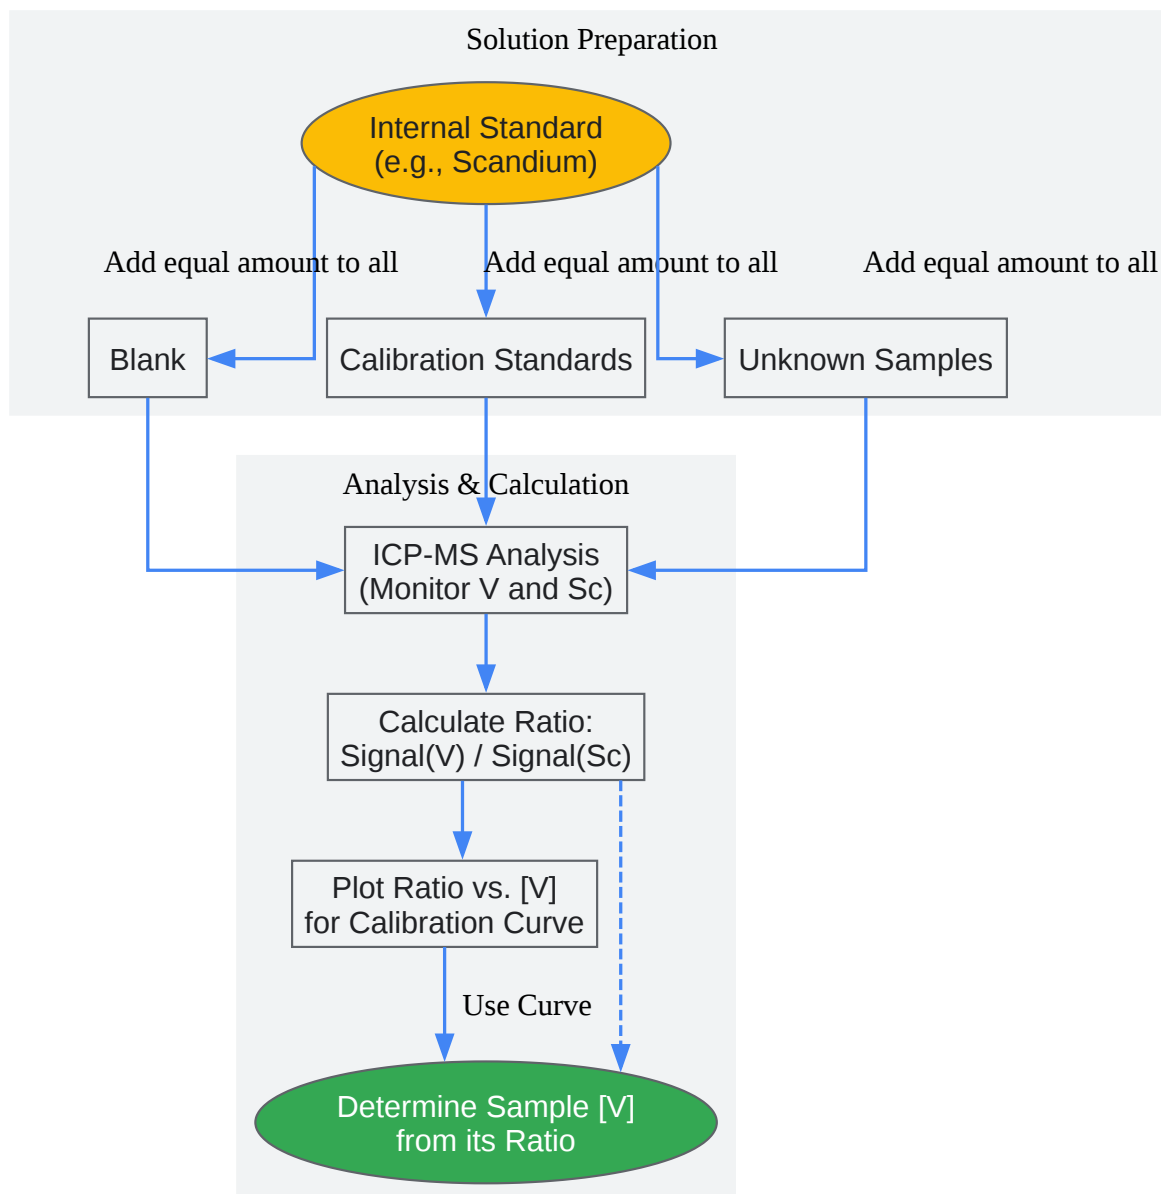 Solution Preparation
Internal Standard
(e.g., Scandium)
Add equal amount to all
Add equal amount to all
Add equal amount to all
Blank
Calibration Standards
Unknown Samples
Analysis & Calculation
ICP-MS Analysis
(Monitor V and Sc)
Calculate Ratio:
Signal(V) / Signal(Sc)
Plot Ratio vs. [V]
for Calibration Curve
Use Curve
Determine Sample [V]
from its Ratio